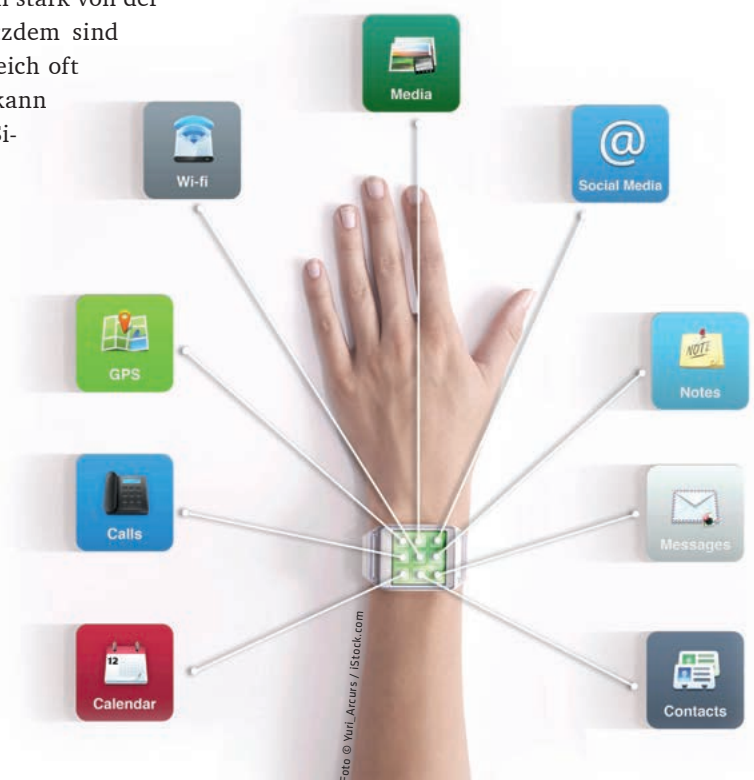 n stark von der
zdem sind
eich oft
kann
Si-
Media
Wi-fi
@
Social Media
GPS
NOTE
Notes
Calls
Messages
12
Calendar
Contacts
Foto © Yuri_Arcurs / iStock.com